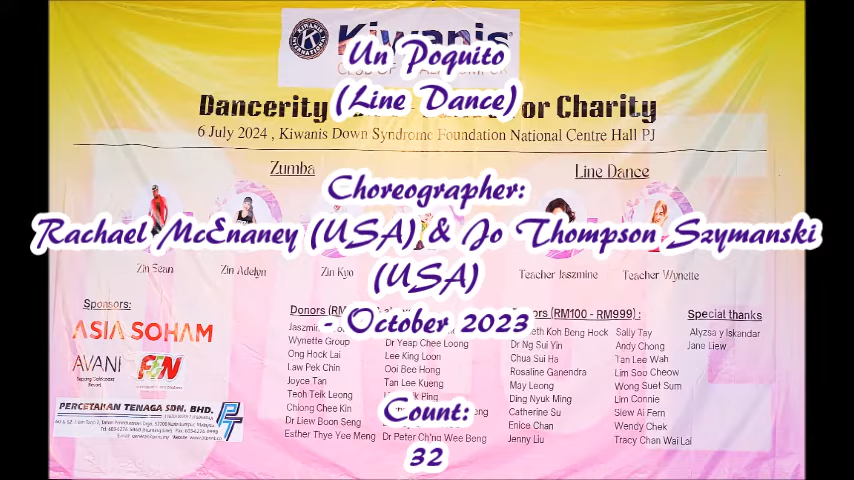 Kiwanis
Un Poquito
(Line Dance)
Dancerity
for Charity
6 July 2024 , Kiwanis Down Syndrome Foundation National Centre Hall PJ
Zumba
Line Dance
Choreographer:
Rachael McEnaney (USA) & Jo Thompson Szymanski
(USA)
- October 2023
Zin Sean
Zin Adelyn
Zin Kyo
Teacher Jaszmine
Teacher Wynette
Sponsors:
ASIA SOHAM
AVANI
PERCETAKAN TENAGA SDN. BHD.
PT
Donors
Wynette Group
Ong Hock Lai
Law Pek Chin
Joyce Tan
Teoh Teik Leong
Chiong Chee Kin
Dr Liew Boon Seng
Esther Thye Yee Meng
Dr Yeap Chee Loong
Lee King Loon
Ooi Bee Hong
Tan Lee Kueng
Ping
Dr Peter Ch'ng Wee Beng
(RM100 - RM999) :
Koh Beng Hock
Dr Ng Sui Yin
Chua Sui Ha
Rosaline Ganendra
May Leong
Ding Nyuk Ming
Catherine Su
Enice Chan
Jenny Liu
Sally Tay
Andy Chong
Tan Lee Wah
Lim Soo Cheow
Wong Suet Sum
Lim Connie
Siew Ai Fern
Wendy Chek
Tracy Chan Wai Lai
Special thanks
Alyzsa y Iskandar
Jane Liew
Count:
32